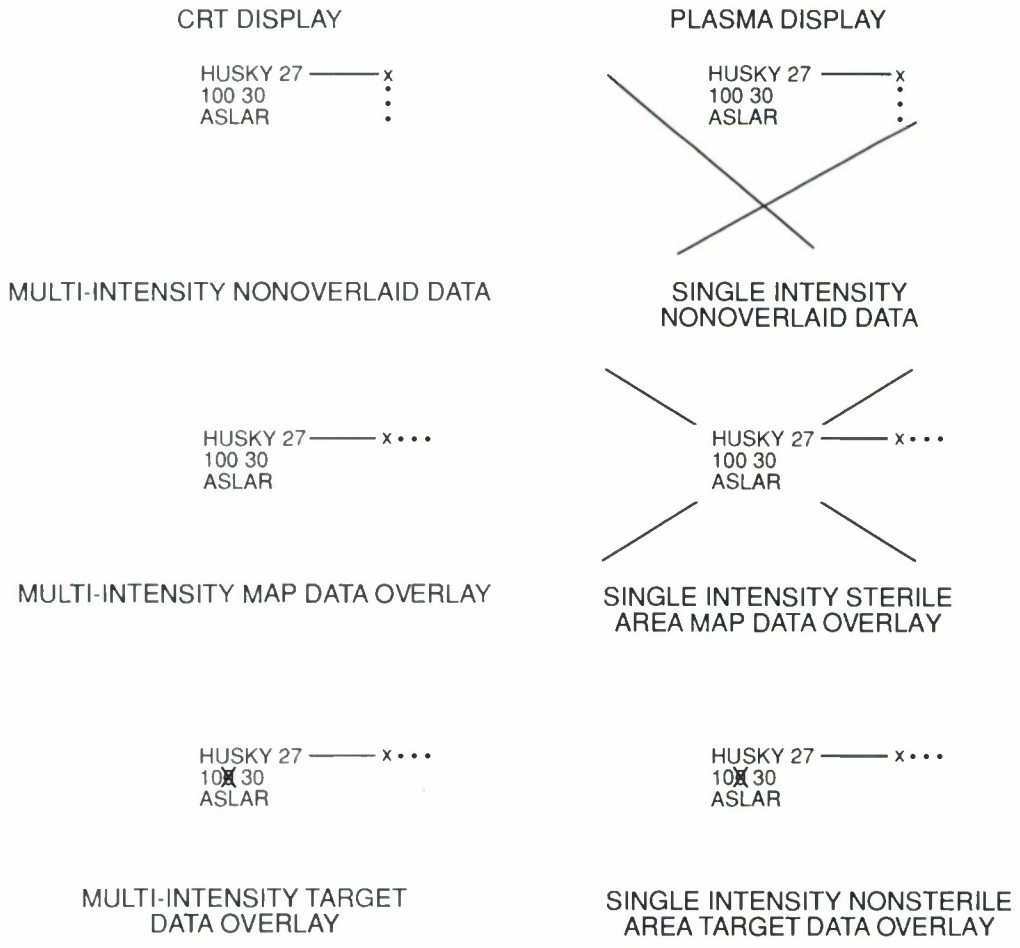 CRT DISPLAY
PLASMA DISPLAY
HUSKY 27 x
100 30
ASLAR
HUSKY 27 x
100 30
ASLAR
MULTI-INTENSITY NONOVERLAID DATA
SINGLE INTENSITY
NONOVERLAID DATA
HUSKY 27 x
100 30
ASLAR
HUSKY 27 x
100 30
ASLAR
MULTI-INTENSITY MAP DATA OVERLAY
SINGLE INTENSITY STERILE
AREA MAP DATA OVERLAY
HUSKY 27 x
30
ASLAR
HUSKY 27 x
30
ASLAR
MULTI-INTENSITY TARGET
DATA OVERLAY
SINGLE INTENSITY NONSTERILE
AREA TARGET DATA OVERLAY